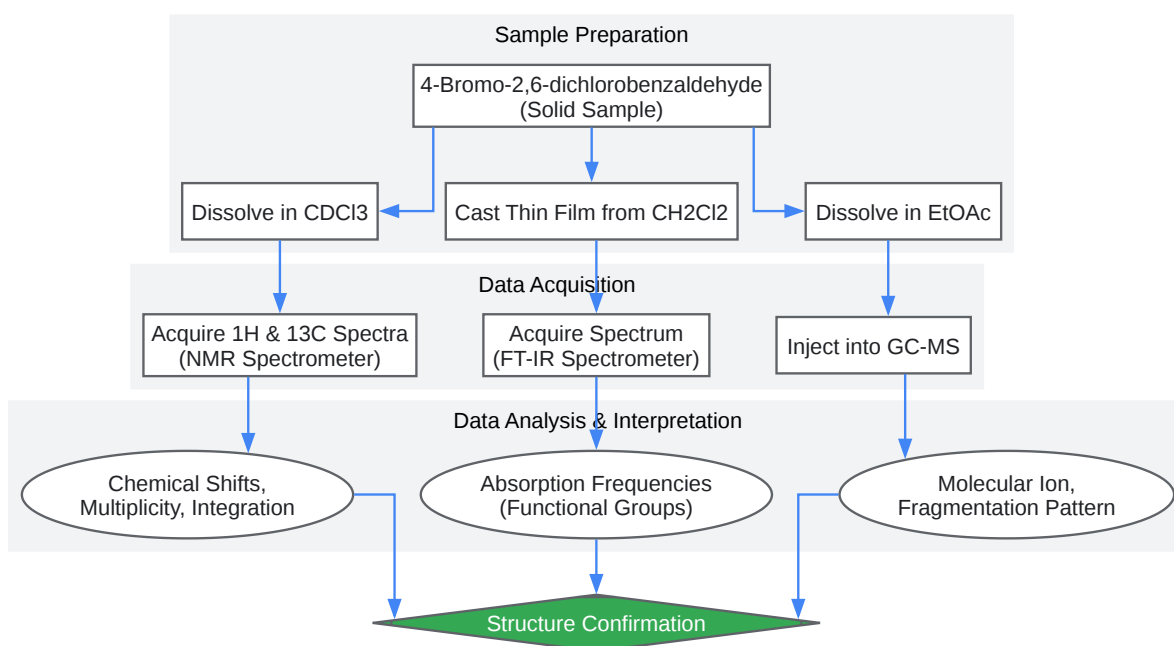 Sample Preparation
4-Bromo-2,6-dichlorobenzaldehyde
(Solid Sample)
Dissolve in CDCl3
Cast Thin Film from CH2Cl2
Dissolve in EtOAc
Data Acquisition
Acquire 1H & 13C Spectra
(NMR Spectrometer)
Acquire Spectrum
(FT-IR Spectrometer)
Inject into GC-MS
Data Analysis & Interpretation
Chemical Shifts,
Multiplicity, Integration
Absorption Frequencies
(Functional Groups)
Molecular Ion,
Fragmentation Pattern
Structure Confirmation